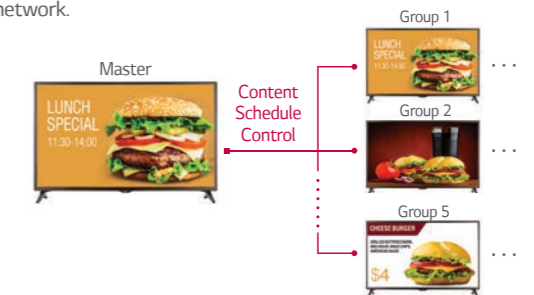 network.
Master
LUNCH
SPECIAL
11:30-14:00
Content
Schedule
Control
Group 1
LUNCH
SPECIAL
11:30-14:00
. . .
Group 2
. . .
Group 5
CHEESE BURGER
$4
. . .